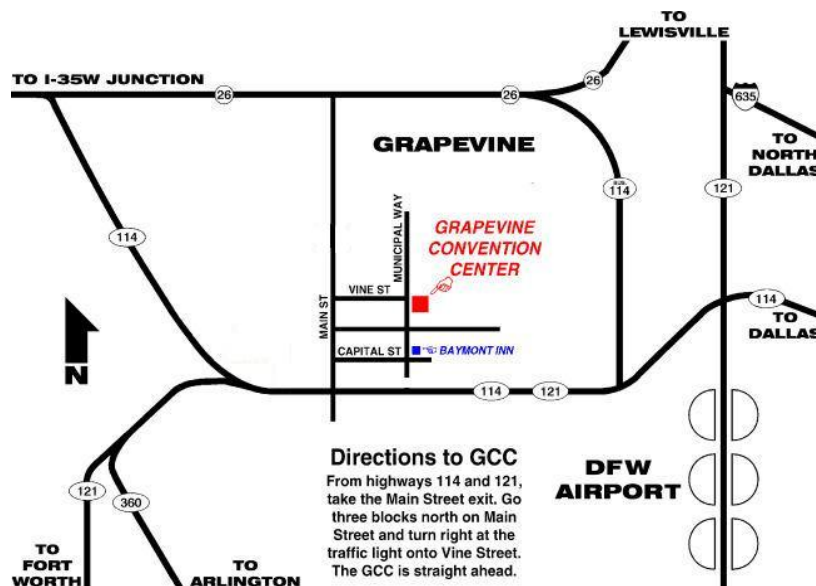 TO
LEWISVILLE
TO I-35W JUNCTION
26
26
26
635
TO
NORTH
DALLAS
GRAPEVINE
BUS.
114
121
114
MUNICIPAL WAY
GRAPEVINE
CONVENTION
CENTER
VINE ST
MAIN ST
114
TO
DALLAS
CAPITAL ST
BAYMONT INN
N
114
121
Directions to GCC
From highways 114 and 121,
take the Main Street exit. Go
three blocks north on Main
Street and turn right at the
traffic light onto Vine Street.
The GCC is straight ahead.
DFW
AIRPORT
121
360
TO
FORT
WORTH
TO
ARLINGTON